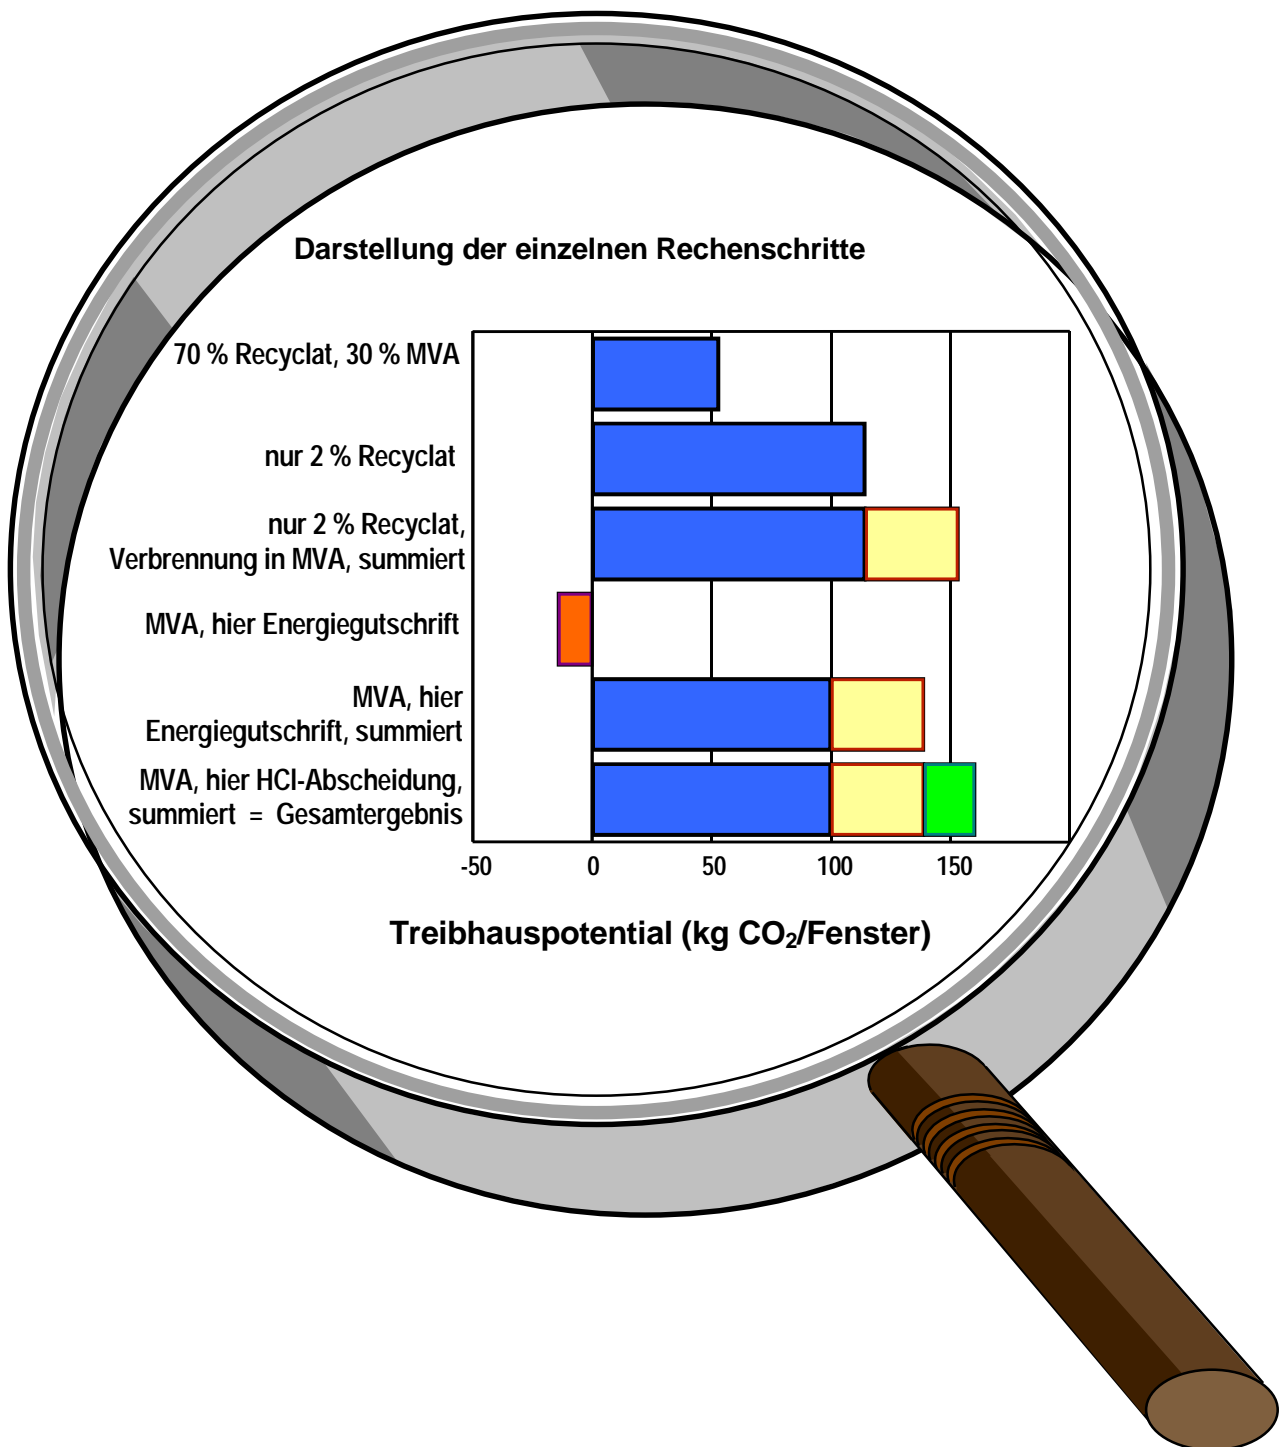 Darstellung der einzelnen Rechenschritte
70 % Recyclat, 30 % MVA
nur 2 % Recyclat
nur 2 % Recyclat,
Verbrennung in MVA, summiert
MVA, hier Energiegutschrift
MVA, hier
Energiegutschrift, summiert
MVA, hier HCl-Abscheidung,
summiert = Gesamtergebnis
-50 0 50 100 150
Treibhauspotential (kg CO₂/Fenster)